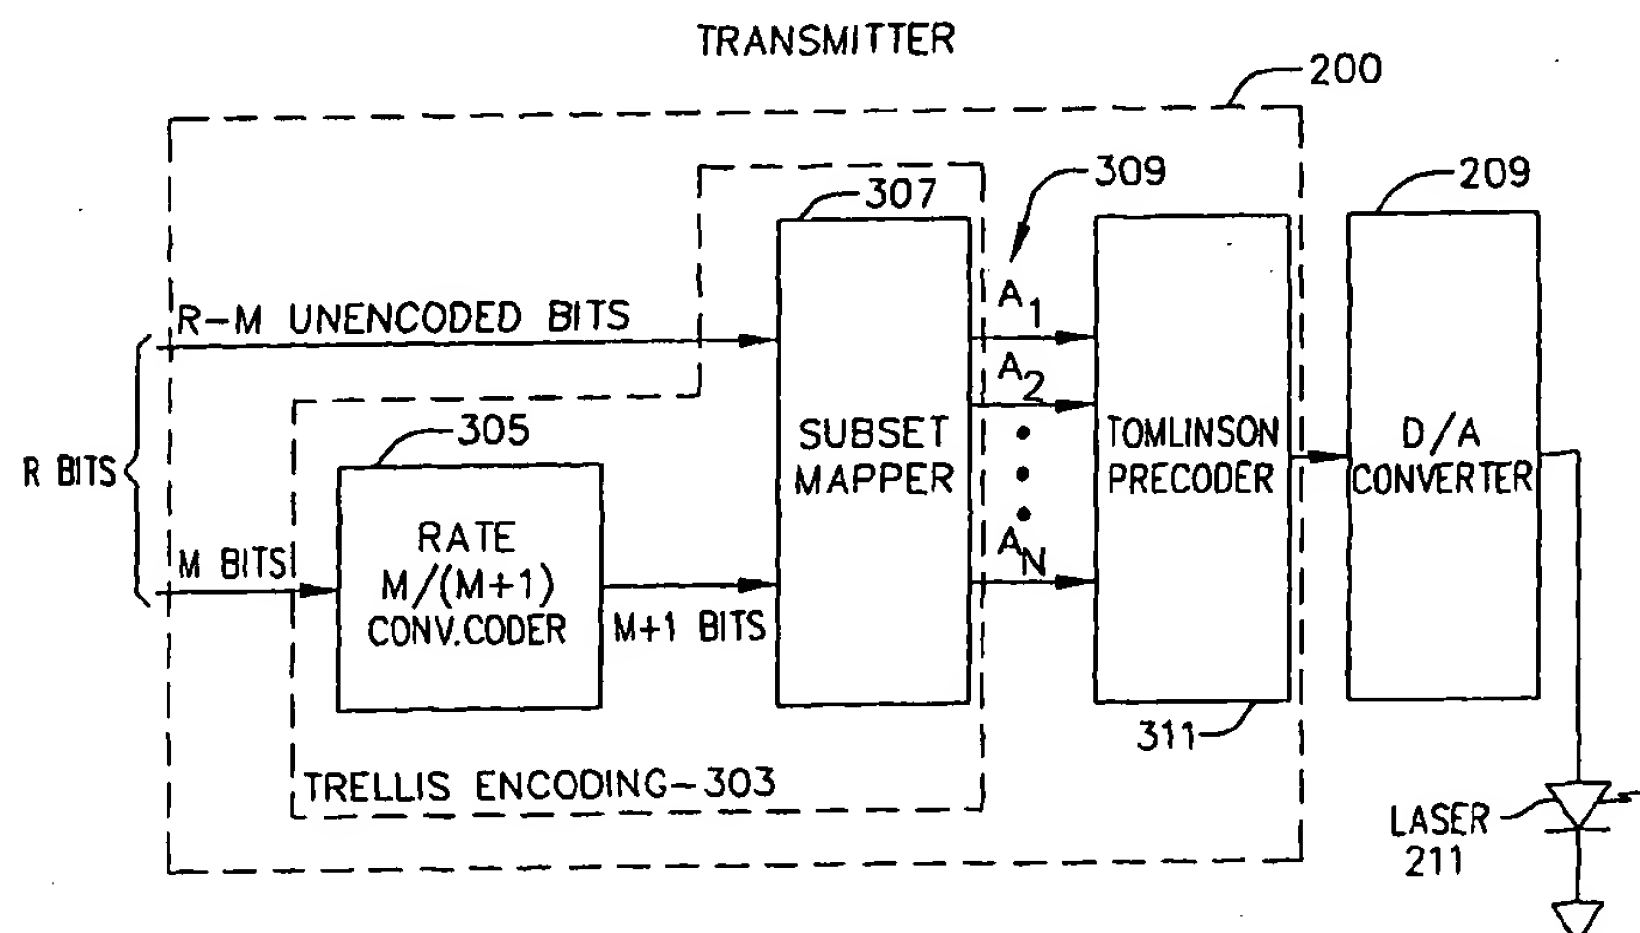 TRANSMITTER
200
309
209
307
A1
R-M UNENCODED BITS
A2
305
SUBSET
MAPPER
TOMLINSON
PRECODER
D/A
CONVERTER
R BITS
RATE
M/(M+1)
CONV.CODER
AN
M BITS
M+1 BITS
311
TRELLIS ENCODING-303
LASER
211